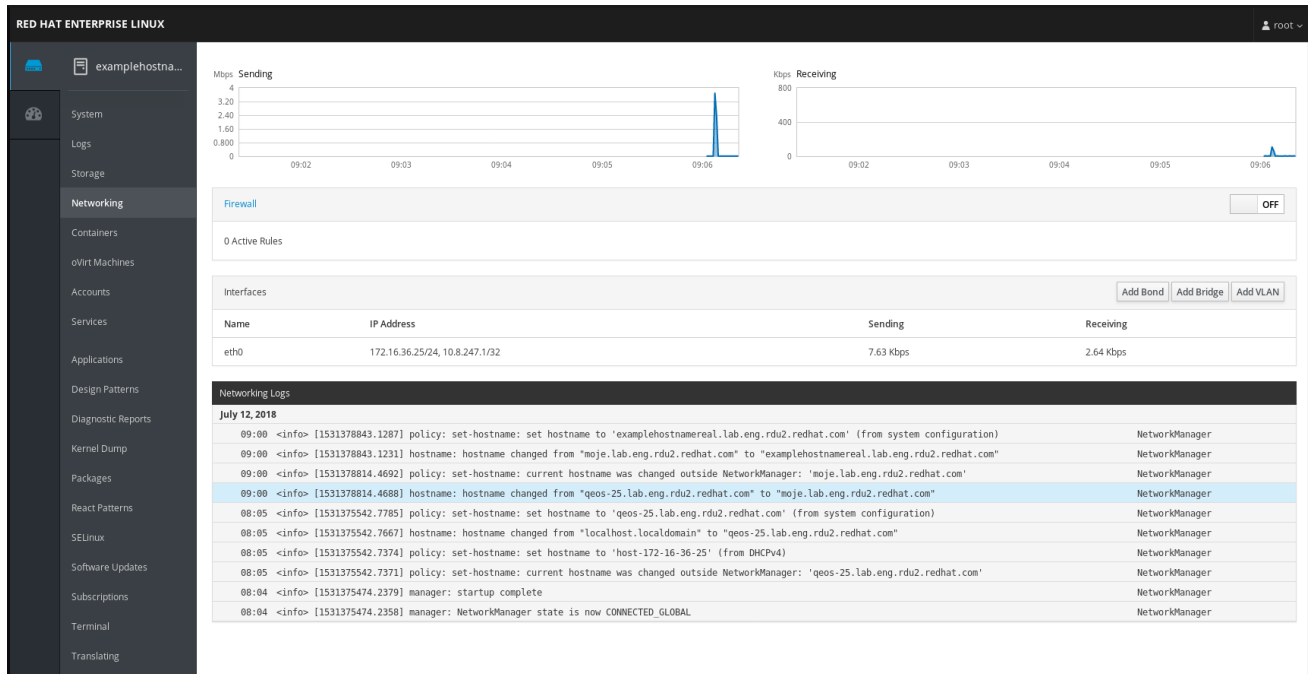 RED HAT ENTERPRISE LINUX
root
examplehostna...
System
Logs
Storage
Networking
Containers
oVirt Machines
Accounts
Services
Applications
Design Patterns
Diagnostic Reports
Kernel Dump
Packages
React Patterns
SELinux
Software Updates
Subscriptions
Terminal
Translating
Mbps Sending
4
3.20
2.40
1.60
0.800
0
09:02 09:03 09:04 09:05 09:06
Kbps Receiving
800
400
0
09:02 09:03 09:04 09:05 09:06
Firewall OFF
0 Active Rules
Interfaces Add Bond Add Bridge Add VLAN
Name IP Address Sending Receiving
eth0 172.16.36.25/24, 10.8.247.1/32 7.63 Kbps 2.64 Kbps
Networking Logs
July 12, 2018
09:00 <info> [1531378843.1287] policy: set-hostname: set hostname to 'examplehostnamereal.lab.eng.rdu2.redhat.com' (from system configuration) NetworkManager
09:00 <info> [1531378843.1231] hostname: hostname changed from "moje.lab.eng.rdu2.redhat.com" to "examplehostnamereal.lab.eng.rdu2.redhat.com" NetworkManager
09:00 <info> [1531378814.4692] policy: set-hostname: current hostname was changed outside NetworkManager: 'moje.lab.eng.rdu2.redhat.com' NetworkManager
09:00 <info> [1531378814.4688] hostname: hostname changed from "qeos-25.lab.eng.rdu2.redhat.com" to "moje.lab.eng.rdu2.redhat.com" NetworkManager
08:05 <info> [1531375542.7785] policy: set-hostname: set hostname to 'qeos-25.lab.eng.rdu2.redhat.com' (from system configuration) NetworkManager
08:05 <info> [1531375542.7667] hostname: hostname changed from "localhost.localdomain" to "qeos-25.lab.eng.rdu2.redhat.com" NetworkManager
08:05 <info> [1531375542.7374] policy: set-hostname: set hostname to 'host-172-16-36-25' (from DHCPv4) NetworkManager
08:05 <info> [1531375542.7371] policy: set-hostname: current hostname was changed outside NetworkManager: 'qeos-25.lab.eng.rdu2.redhat.com' NetworkManager
08:04 <info> [1531375474.2379] manager: startup complete NetworkManager
08:04 <info> [1531375474.2358] manager: NetworkManager state is now CONNECTED_GLOBAL NetworkManager